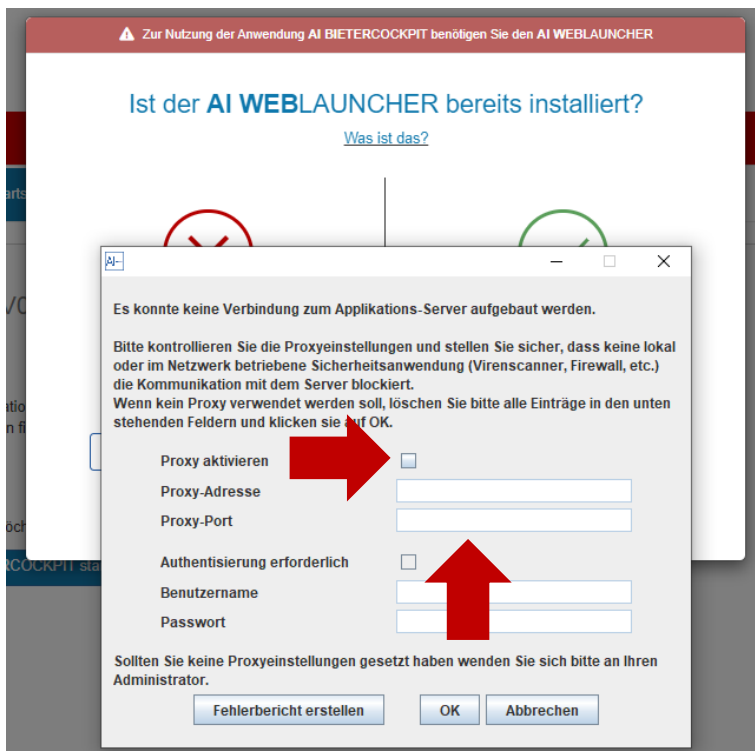 Zur Nutzung der Anwendung AI BIETERCOCKPIT benötigen Sie den AI WEBLAUNCHER
Ist der AI WEBLAUNCHER bereits installiert?
Was ist das?
AI--
Es konnte keine Verbindung zum Applikations-Server aufgebaut werden.
Bitte kontrollieren Sie die Proxyeinstellungen und stellen Sie sicher, dass keine lokal
oder im Netzwerk betriebene Sicherheitsanwendung (Virenscanner, Firewall, etc.)
die Kommunikation mit dem Server blockiert.
Wenn kein Proxy verwendet werden soll, löschen Sie bitte alle Einträge in den unten
stehenden Feldern und klicken sie auf OK.
Proxy aktivieren
Proxy-Adresse
Proxy-Port
Authentisierung erforderlich
Benutzername
Passwort
Sollten Sie keine Proxyeinstellungen gesetzt haben wenden Sie sich bitte an Ihren
Administrator.
Fehlerbericht erstellen OK Abbrechen